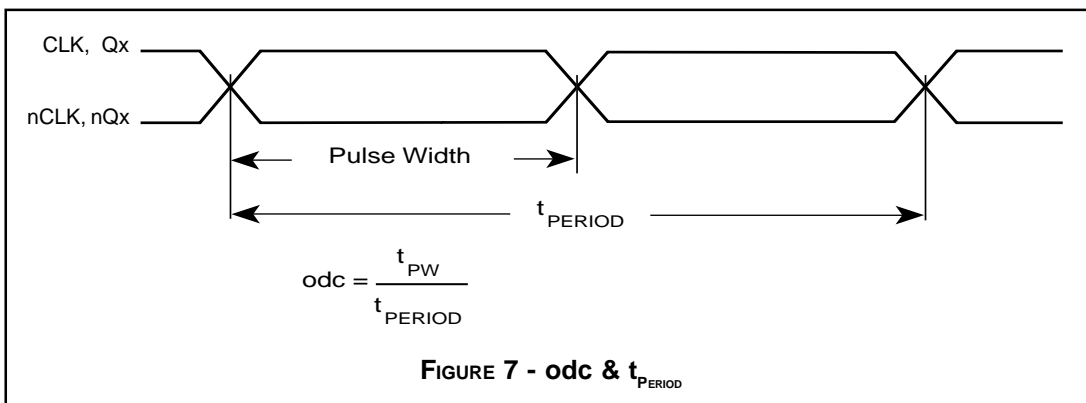 CLK, Qx
nCLK, nQx
Pulse Width
tPERIOD
odc = tPW / tPERIOD
FIGURE 7 - odc & tPERIOD